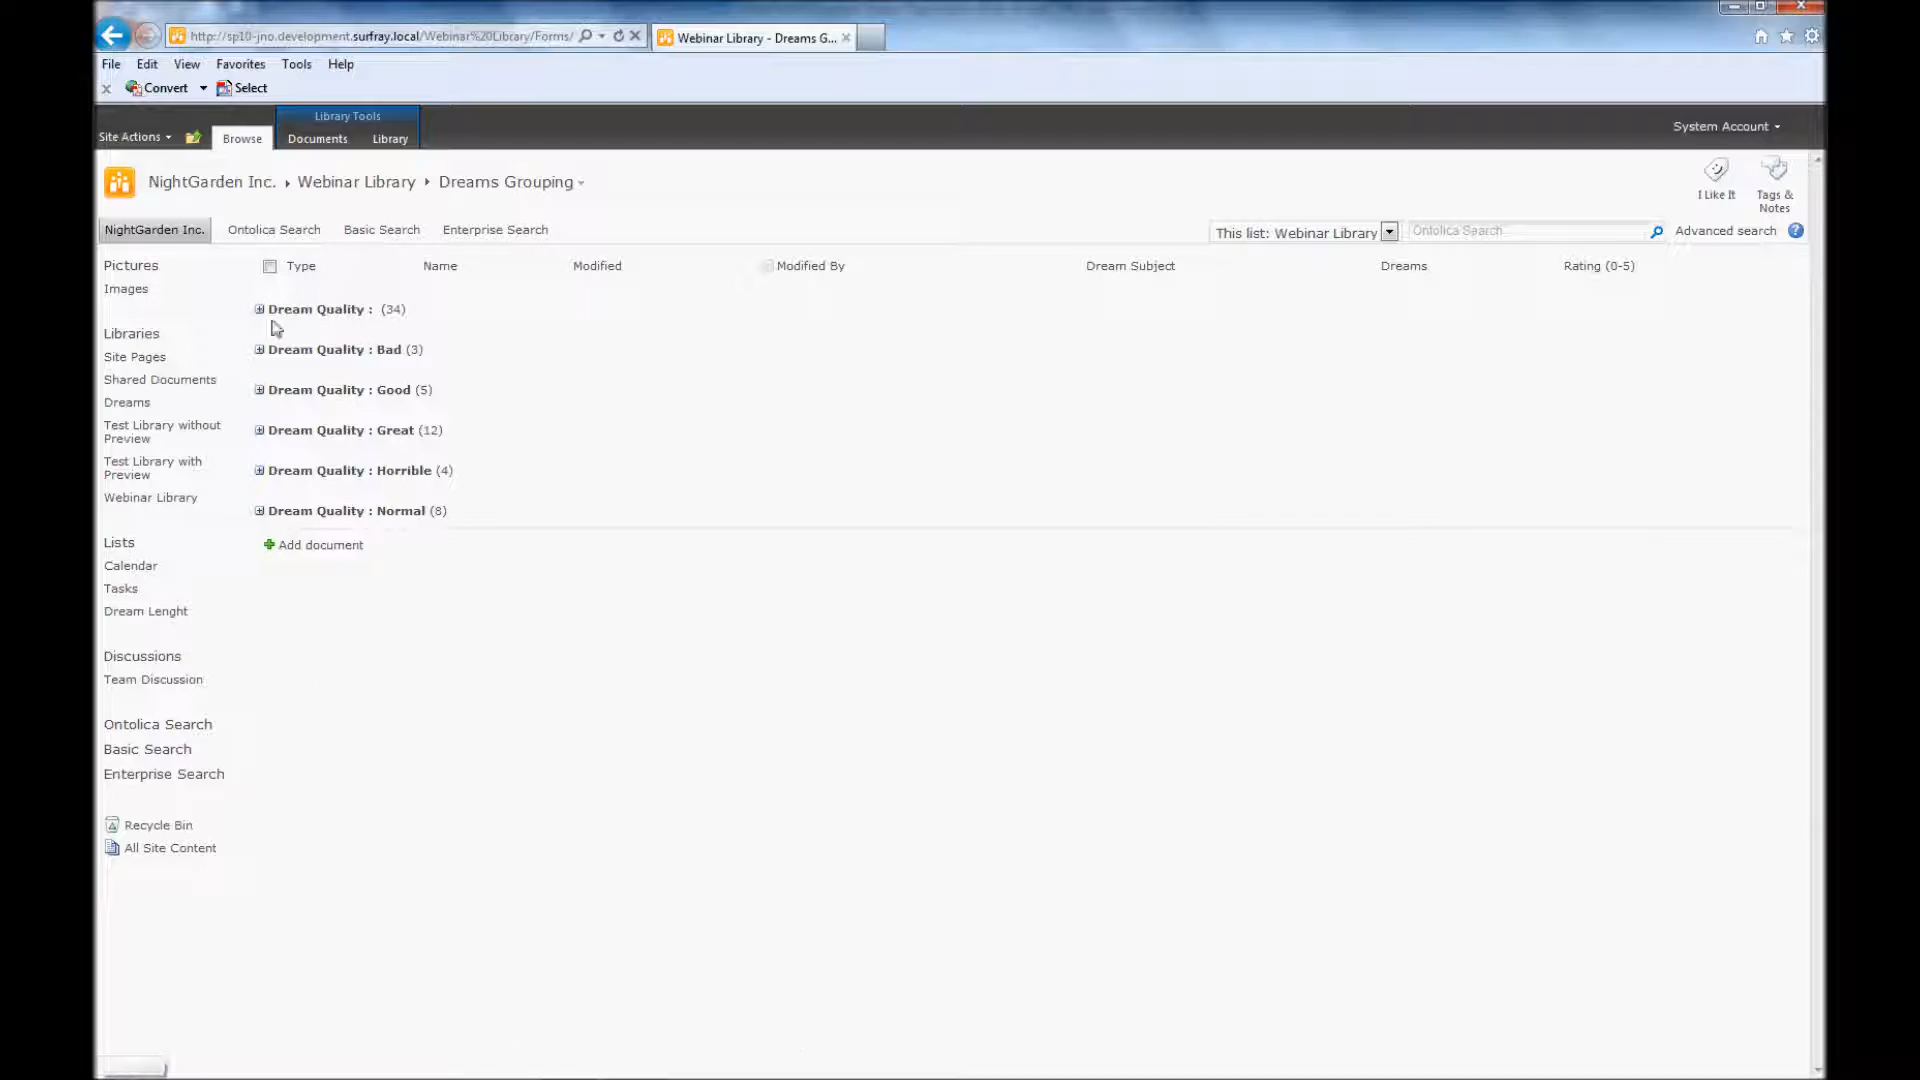 http://sp10-jno.development.surfray.local/Webinar%20Library/Forms/
Webinar Library - Dreams G...
File Edit View Favorites Tools Help
Convert Select
Library Tools
Site Actions Browse Documents Library System Account
NightGarden Inc. Webinar Library Dreams Grouping
I Like It Tags & Notes
NightGarden Inc. Ontolica Search Basic Search Enterprise Search This list: Webinar Library Ontolica Search Advanced search
Type Name Modified Modified By Dream Subject Dreams Rating (0-5)
Dream Quality : (34)
Dream Quality : Bad (3)
Dream Quality : Good (5)
Dream Quality : Great (12)
Dream Quality : Horrible (4)
Dream Quality : Normal (8)
Add document
Pictures
Images
Libraries
Site Pages
Shared Documents
Dreams
Test Library without
Preview
Test Library with
Preview
Webinar Library
Lists
Calendar
Tasks
Dream Lenght
Discussions
Team Discussion
Ontolica Search
Basic Search
Enterprise Search
Recycle Bin
All Site Content